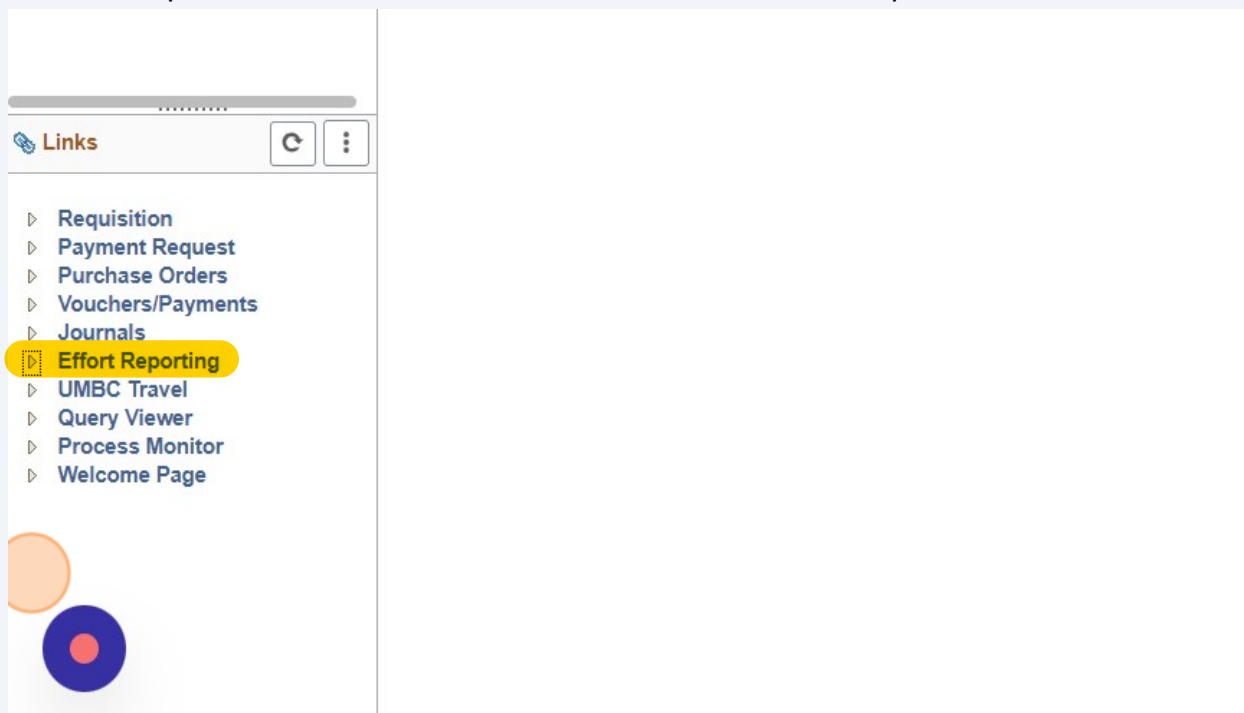 Links
Requisition
Payment Request
Purchase Orders
Vouchers/Payments
Journals
Effort Reporting
UMBC Travel
Query Viewer
Process Monitor
Welcome Page